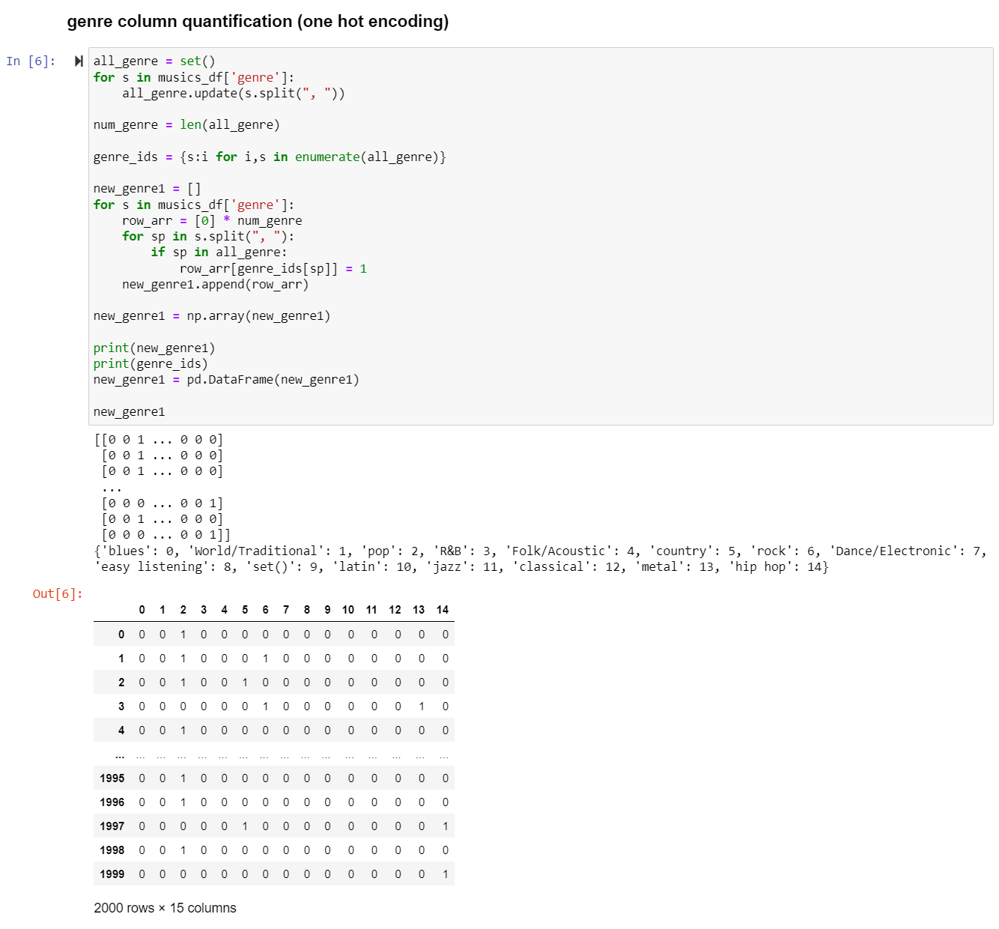 genre column quantification (one hot encoding)
In [6]:
all_genre = set()
for s in musics_df['genre']:
    all_genre.update(s.split(", "))
num_genre = len(all_genre)
genre_ids = {s:i for i,s in enumerate(all_genre)}
new_genre1 = []
for s in musics_df['genre']:
    row_arr = [0] * num_genre
    for sp in s.split(", "):
        if sp in all_genre:
            row_arr[genre_ids[sp]] = 1
    new_genre1.append(row_arr)
new_genre1 = np.array(new_genre1)
print(new_genre1)
print(genre_ids)
new_genre1 = pd.DataFrame(new_genre1)
new_genre1
[[0 0 1 ... 0 0 0]
 [0 0 1 ... 0 0 0]
 [0 0 1 ... 0 0 0]
 ...
 [0 0 0 ... 0 0 1]
 [0 0 1 ... 0 0 0]
 [0 0 0 ... 0 0 1]]
{'blues': 0, 'World/Traditional': 1, 'pop': 2, 'R&B': 3, 'Folk/Acoustic': 4, 'country': 5, 'rock': 6, 'Dance/Electronic': 7,
'easy listening': 8, 'set()': 9, 'latin': 10, 'jazz': 11, 'classical': 12, 'metal': 13, 'hip hop': 14}
Out[6]:
0 1 2 3 4 5 6 7 8 9 10 11 12 13 14
0 0 0 1 0 0 0 0 0 0 0 0 0 0 0 0
1 0 0 1 0 0 0 1 0 0 0 0 0 0 0 0
2 0 0 1 0 0 1 0 0 0 0 0 0 0 0 0
3 0 0 0 0 0 0 1 0 0 0 0 0 0 1 0
4 0 0 1 0 0 0 0 0 0 0 0 0 0 0 0
... ... ... ... ... ... ... ... ... ... ... ... ... ... ... ...
1995 0 0 1 0 0 0 0 0 0 0 0 0 0 0 0
1996 0 0 1 0 0 0 0 0 0 0 0 0 0 0 0
1997 0 0 0 0 0 1 0 0 0 0 0 0 0 0 1
1998 0 0 1 0 0 0 0 0 0 0 0 0 0 0 0
1999 0 0 0 0 0 0 0 0 0 0 0 0 0 0 1
2000 rows × 15 columns